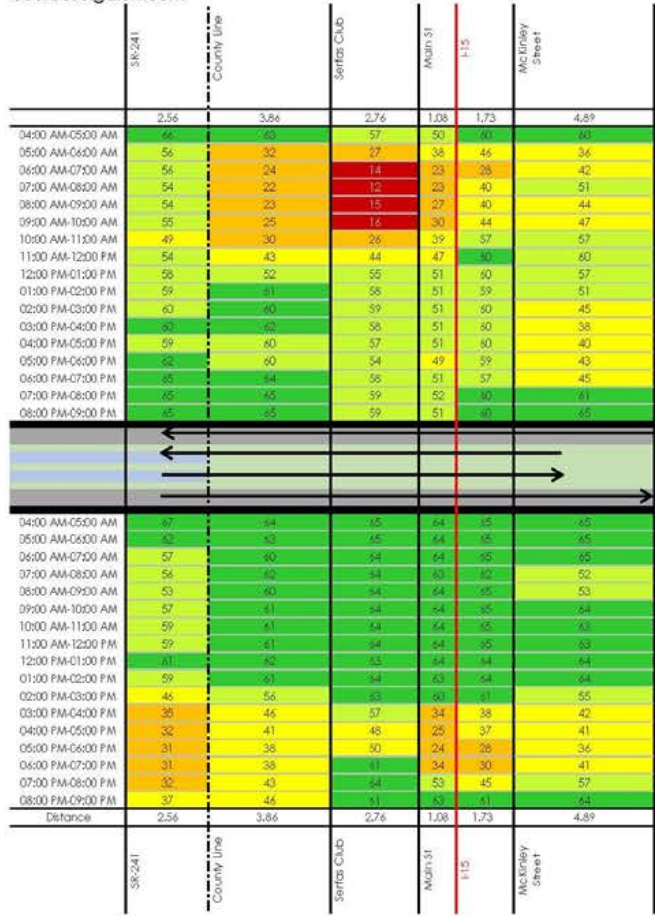 SR-241 County Line Serfas Club Main St I-15 McKinley Street
2.56 3.86 2.76 1.08 1.73 4.89
04:00 AM-05:00 AM 66 60 57 50 60 60
05:00 AM-06:00 AM 56 32 27 38 46 36
06:00 AM-07:00 AM 56 24 14 23 28 42
07:00 AM-08:00 AM 54 22 12 23 40 51
08:00 AM-09:00 AM 54 23 15 27 40 44
09:00 AM-10:00 AM 55 25 16 30 44 47
10:00 AM-11:00 AM 49 30 26 39 57 57
11:00 AM-12:00 PM 54 43 44 47 60 60
12:00 PM-01:00 PM 58 52 55 51 60 57
01:00 PM-02:00 PM 59 61 58 51 59 51
02:00 PM-03:00 PM 60 60 59 51 60 45
03:00 PM-04:00 PM 60 62 58 51 60 38
04:00 PM-05:00 PM 59 60 57 51 60 40
05:00 PM-06:00 PM 62 60 54 49 59 43
06:00 PM-07:00 PM 65 64 58 51 57 45
07:00 PM-08:00 PM 65 65 59 52 60 61
08:00 PM-09:00 PM 65 65 59 51 60 65
04:00 AM-05:00 AM 67 64 65 64 65 65
05:00 AM-06:00 AM 62 63 65 64 65 65
06:00 AM-07:00 AM 57 60 64 64 65 65
07:00 AM-08:00 AM 56 62 64 60 62 52
08:00 AM-09:00 AM 53 60 64 64 65 53
09:00 AM-10:00 AM 57 61 64 64 65 64
10:00 AM-11:00 AM 59 61 64 64 65 63
11:00 AM-12:00 PM 59 61 64 64 65 63
12:00 PM-01:00 PM 61 62 63 64 64 64
01:00 PM-02:00 PM 59 61 64 63 64 64
02:00 PM-03:00 PM 46 56 63 60 61 55
03:00 PM-04:00 PM 35 46 57 34 38 42
04:00 PM-05:00 PM 32 41 48 25 37 41
05:00 PM-06:00 PM 31 38 50 24 28 36
06:00 PM-07:00 PM 31 38 61 34 30 41
07:00 PM-08:00 PM 32 43 64 53 45 57
08:00 PM-09:00 PM 37 46 61 63 61 64
Distance 2.56 3.86 2.76 1.08 1.73 4.89
SR-241 County Line Serfas Club Main St I-15 McKinley Street